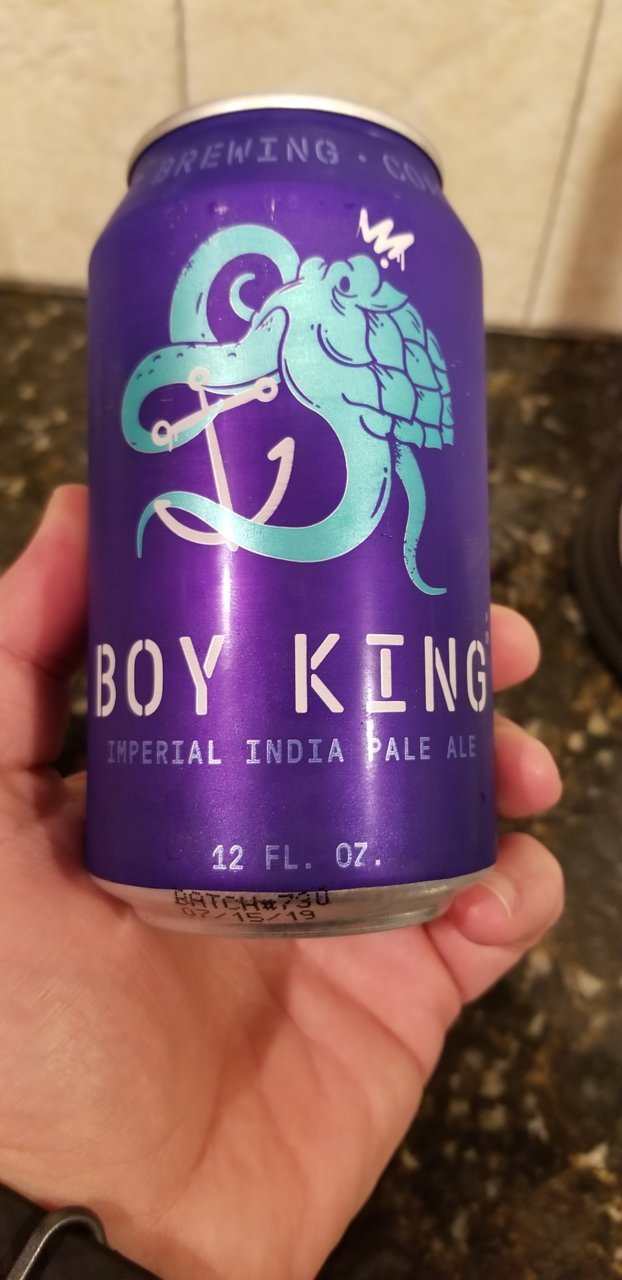 BREWING · CO
BOY KING
IMPERIAL INDIA PALE ALE
12 FL. OZ.
BATCH#730
07/15/19